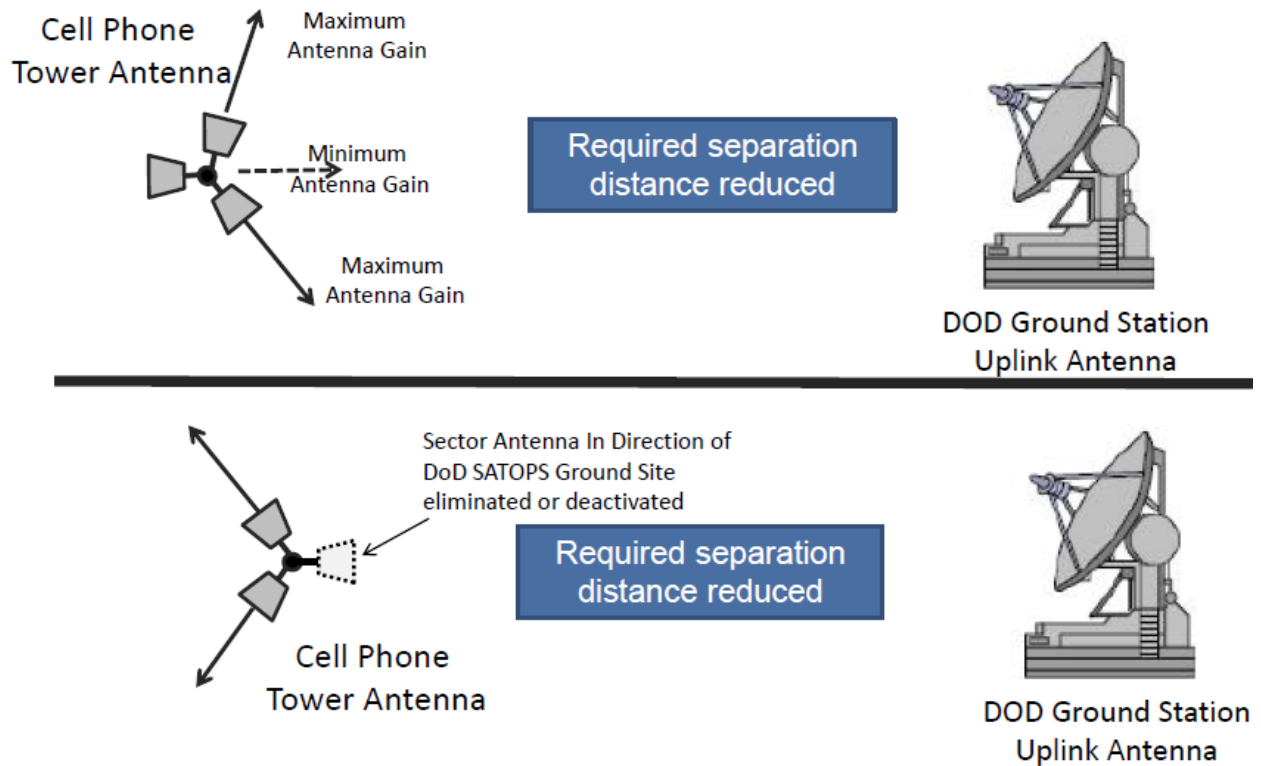 Cell Phone
Tower Antenna
Maximum
Antenna Gain
Minimum
Antenna Gain
Maximum
Antenna Gain
Required separation
distance reduced
DOD Ground Station
Uplink Antenna
Sector Antenna In Direction of
DoD SATOPS Ground Site
eliminated or deactivated
Required separation
distance reduced
Cell Phone
Tower Antenna
DOD Ground Station
Uplink Antenna